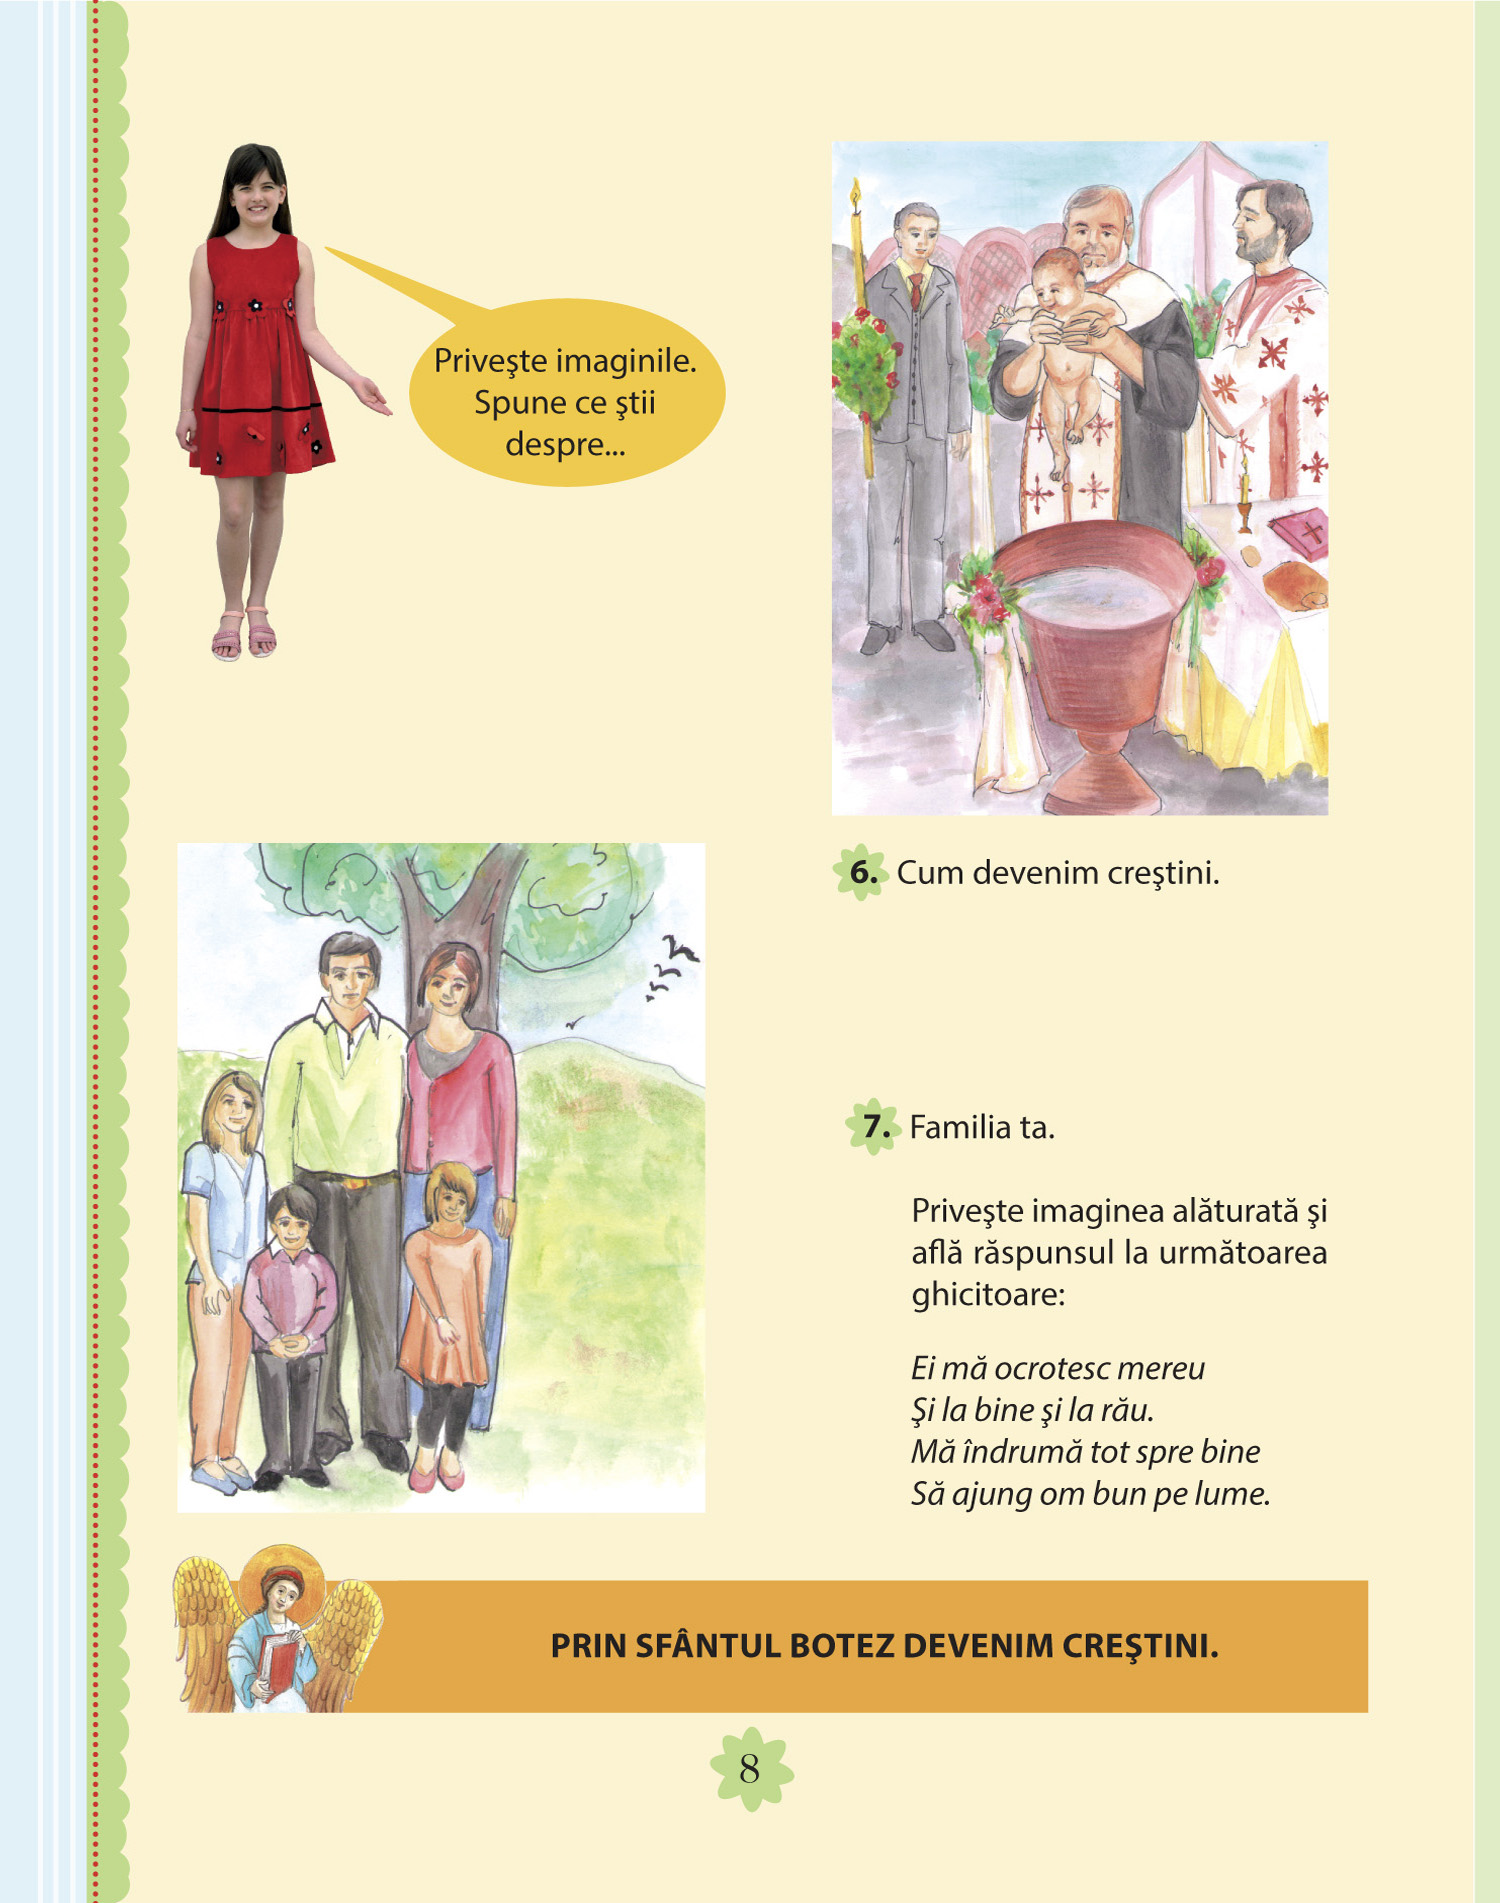 Priveşte imaginile.
Spune ce ştii
despre...
6. Cum devenim creştini.
7. Familia ta.
Priveşte imaginea alăturată şi
află răspunsul la următoarea
ghicitoare:
Ei mă ocrotesc mereu
Şi la bine şi la rău.
Mă îndrumă tot spre bine
Să ajung om bun pe lume.
PRIN SFÂNTUL BOTEZ DEVENIM CREŞTINI.
8